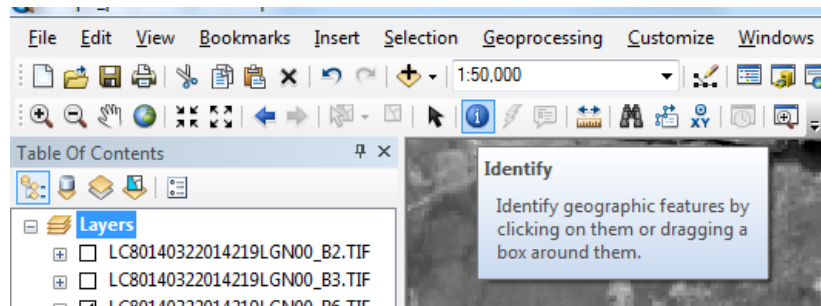 File Edit View Bookmarks Insert Selection Geoprocessing Customize Windows
1:50,000
XY
Table Of Contents
Identify
Identify geographic features by
clicking on them or dragging a
box around them.
Layers
LC80140322014219LGN00_B2.TIF
LC80140322014219LGN00_B3.TIF